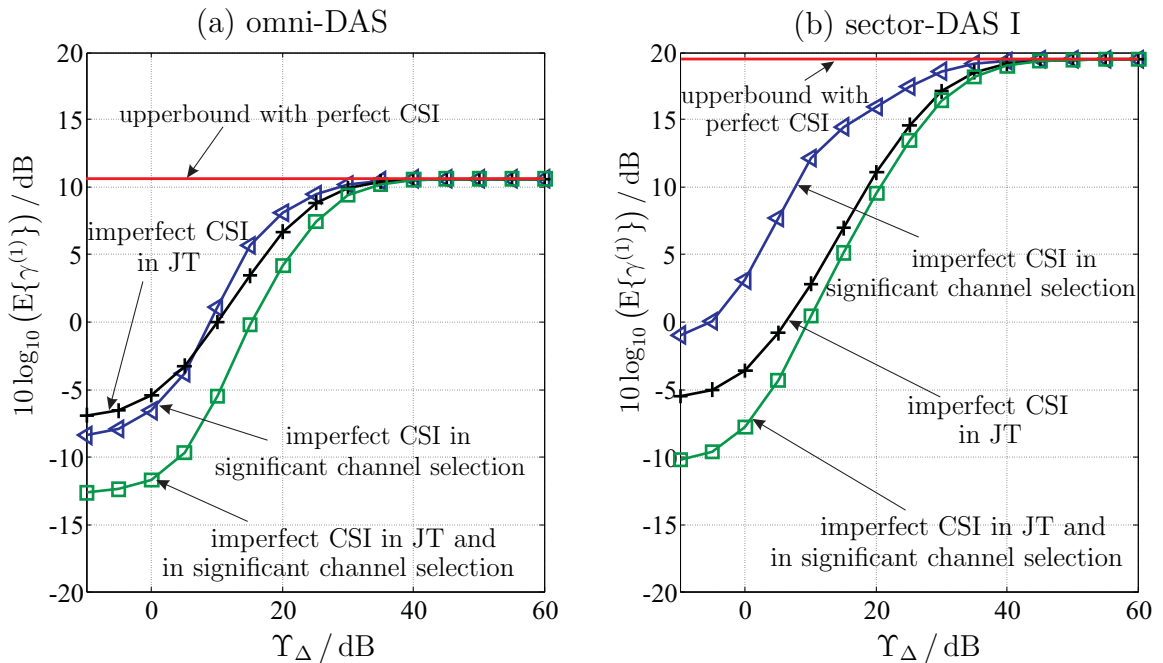 (a) omni-DAS
20
15
10
5
0
-5
-10
-15
-20
0
20
40
60
10 log₁₀ (E{γ⁽¹⁾}) / dB
Υ_Δ / dB
upperbound with perfect CSI
imperfect CSI
in JT
imperfect CSI in
significant channel selection
imperfect CSI in JT and
in significant channel selection
(b) sector-DAS I
20
15
10
5
0
-5
-10
-15
-20
0
20
40
60
10 log₁₀ (E{γ⁽¹⁾}) / dB
Υ_Δ / dB
upperbound with
perfect CSI
imperfect CSI in
significant channel selection
imperfect CSI
in JT
imperfect CSI in JT and
in significant channel selection